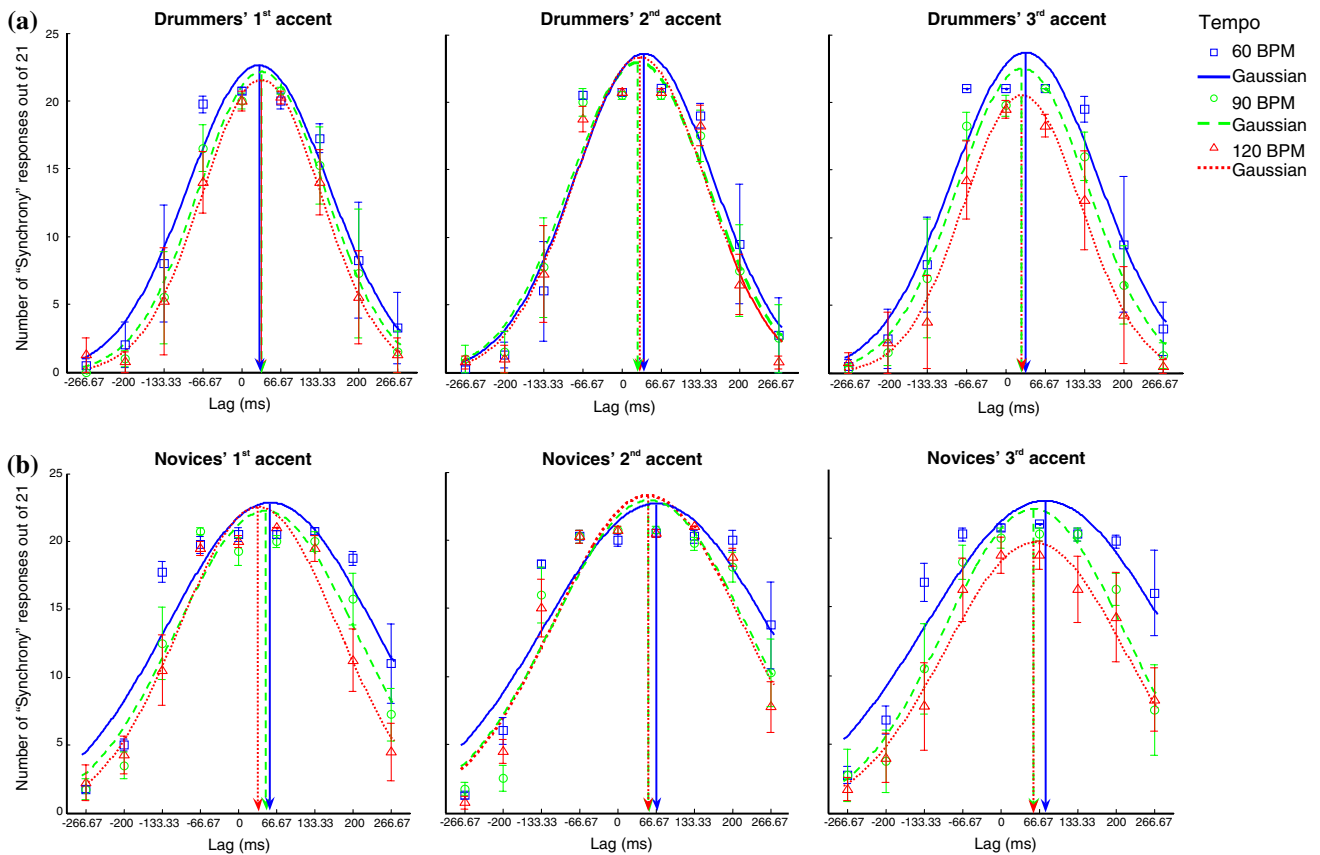 (a)
Drummers' 1st accent
Drummers' 2nd accent
Drummers' 3rd accent
Number of "Synchrony" responses out of 21
25
20
15
10
5
0
-266.67 -200 -133.33 -66.67 0 66.67 133.33 200 266.67
Lag (ms)
-266.67 -200 -133.33 -66.67 0 66.67 133.33 200 266.67
Lag (ms)
-266.67 -200 -133.33 -66.67 0 66.67 133.33 200 266.67
Lag (ms)
Tempo
60 BPM
Gaussian
90 BPM
Gaussian
120 BPM
Gaussian
(b)
Novices' 1st accent
Novices' 2nd accent
Novices' 3rd accent
Number of "Synchrony" responses out of 21
25
20
15
10
5
0
-266.67 -200 -133.33 -66.67 0 66.67 133.33 200 266.67
Lag (ms)
-266.67 -200 -133.33 -66.67 0 66.67 133.33 200 266.67
Lag (ms)
-266.67 -200 -133.33 -66.67 0 66.67 133.33 200 266.67
Lag (ms)